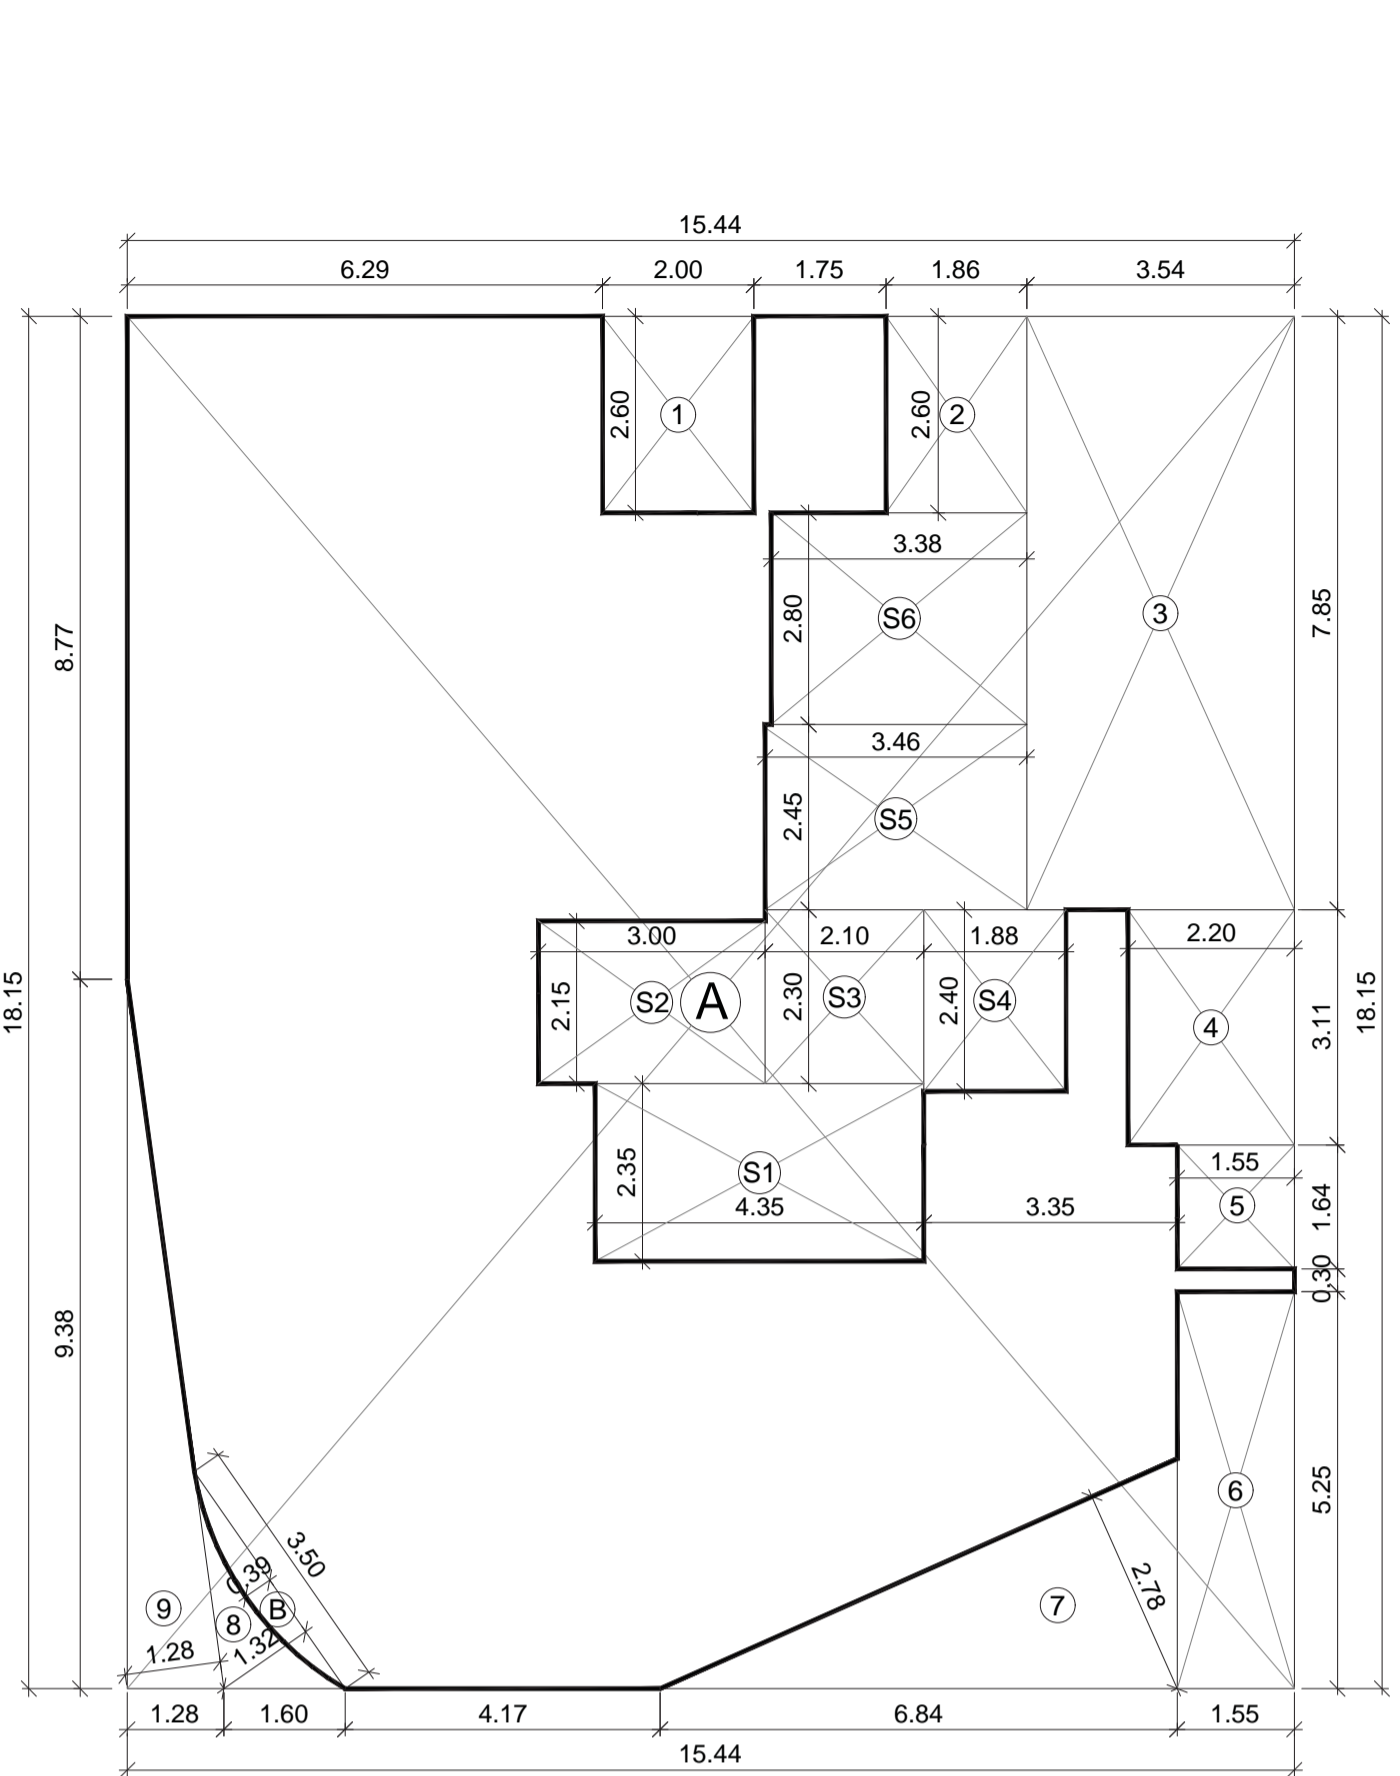 15.44
6.29 2.00 1.75 1.86 3.54
2.60 1 2.60 2
3.38
8.77 2.80 S6 3 7.85
3.46
2.45 S5
3.00 2.10 1.88 2.20
18.15 2.15 S2 A 2.30 S3 2.40 S4 4 3.11 18.15
2.35 S1 1.55
4.35 3.35 5 1.64
0.30
9.38
6 5.25
3.50
0.39 2.78
9 8 B 7
1.28 1.32
1.28 1.60 4.17 6.84 1.55
15.44